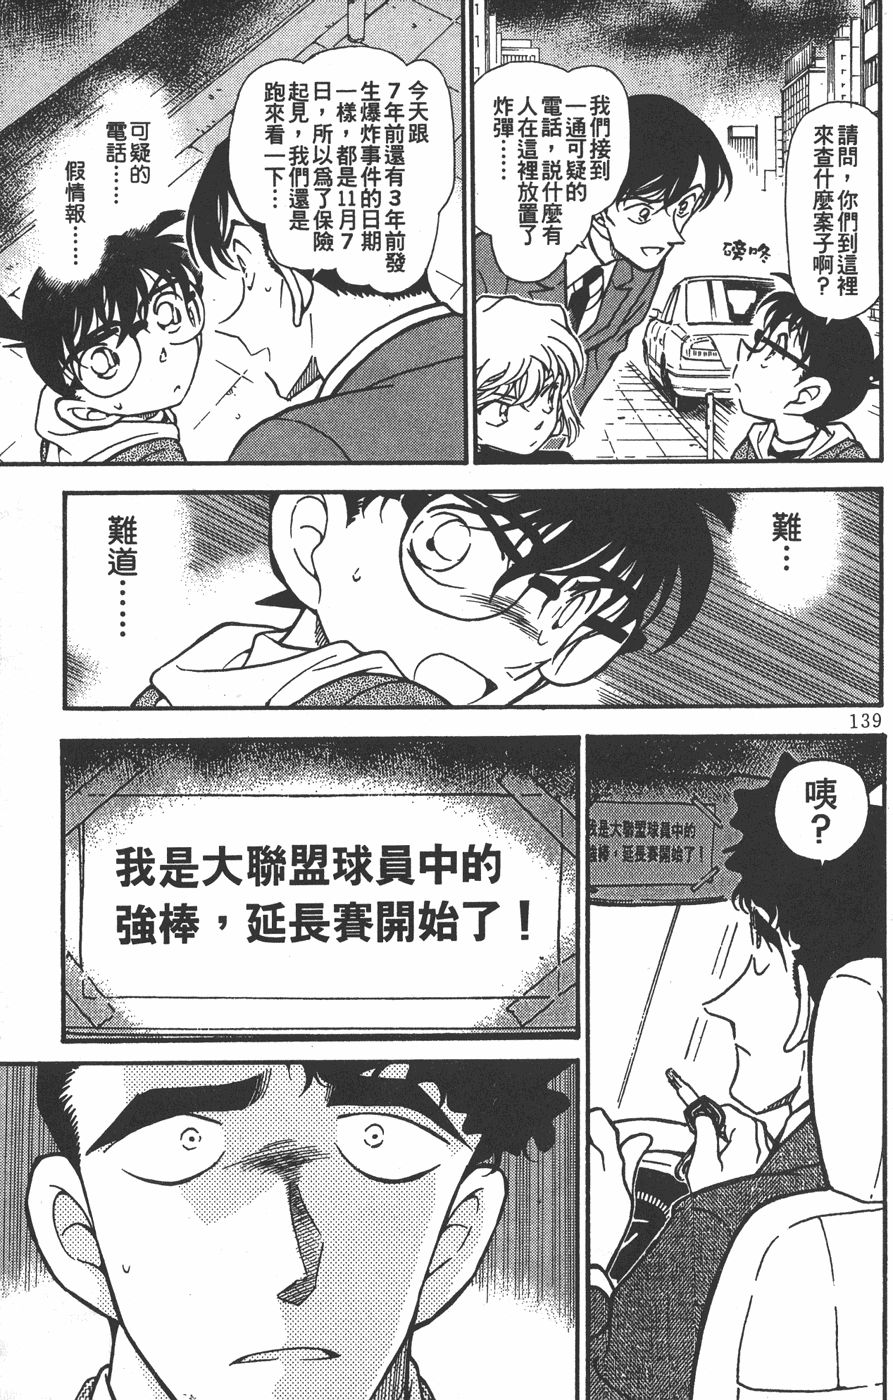 請問，你們到這裡
來查什麼案子啊？
磅咚
我們接到
一通可疑的
電話，說什麼有
人在這裡放置了
炸彈……
今天跟
7年前還有3年前發
生爆炸事件的日期
一樣，都是11月7
日，所以為了保險
起見，我們還是
跑來看一下…
可疑的
電話……
假情報……
難…
難道……
139
咦？
我是大聯盟球員中的
強棒，延長賽開始了！
我是大聯盟球員中的
強棒，延長賽開始了！